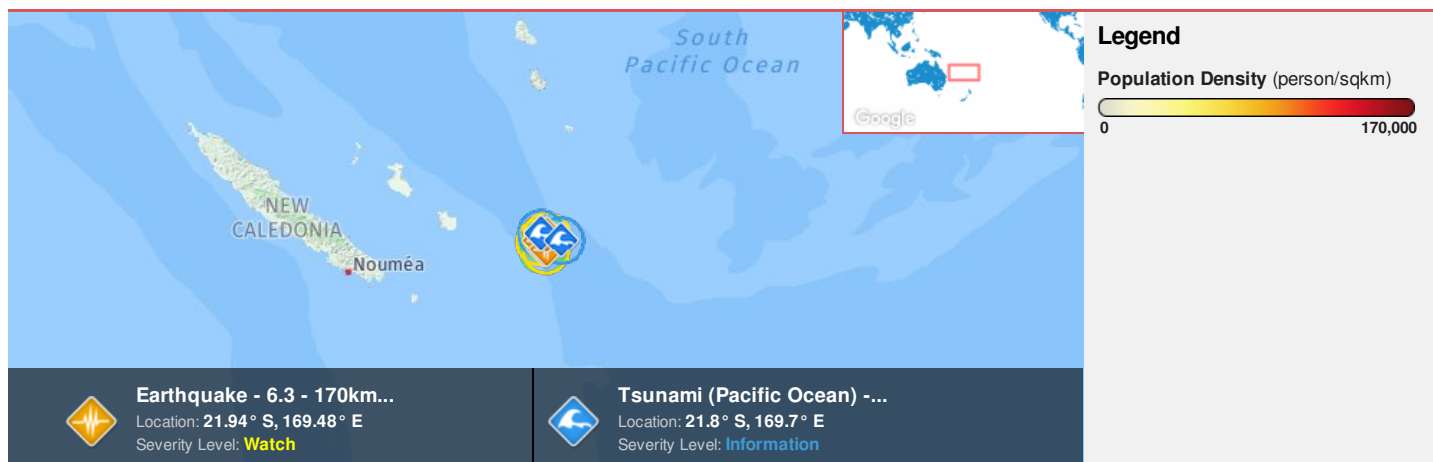 South
Pacific Ocean
NEW
CALEDONIA
Nouméa
Google
Legend
Population Density (person/sqkm)
0 170,000
Earthquake - 6.3 - 170km...
Location: 21.94° S, 169.48° E
Severity Level: Watch
Tsunami (Pacific Ocean) -...
Location: 21.8° S, 169.7° E
Severity Level: Information